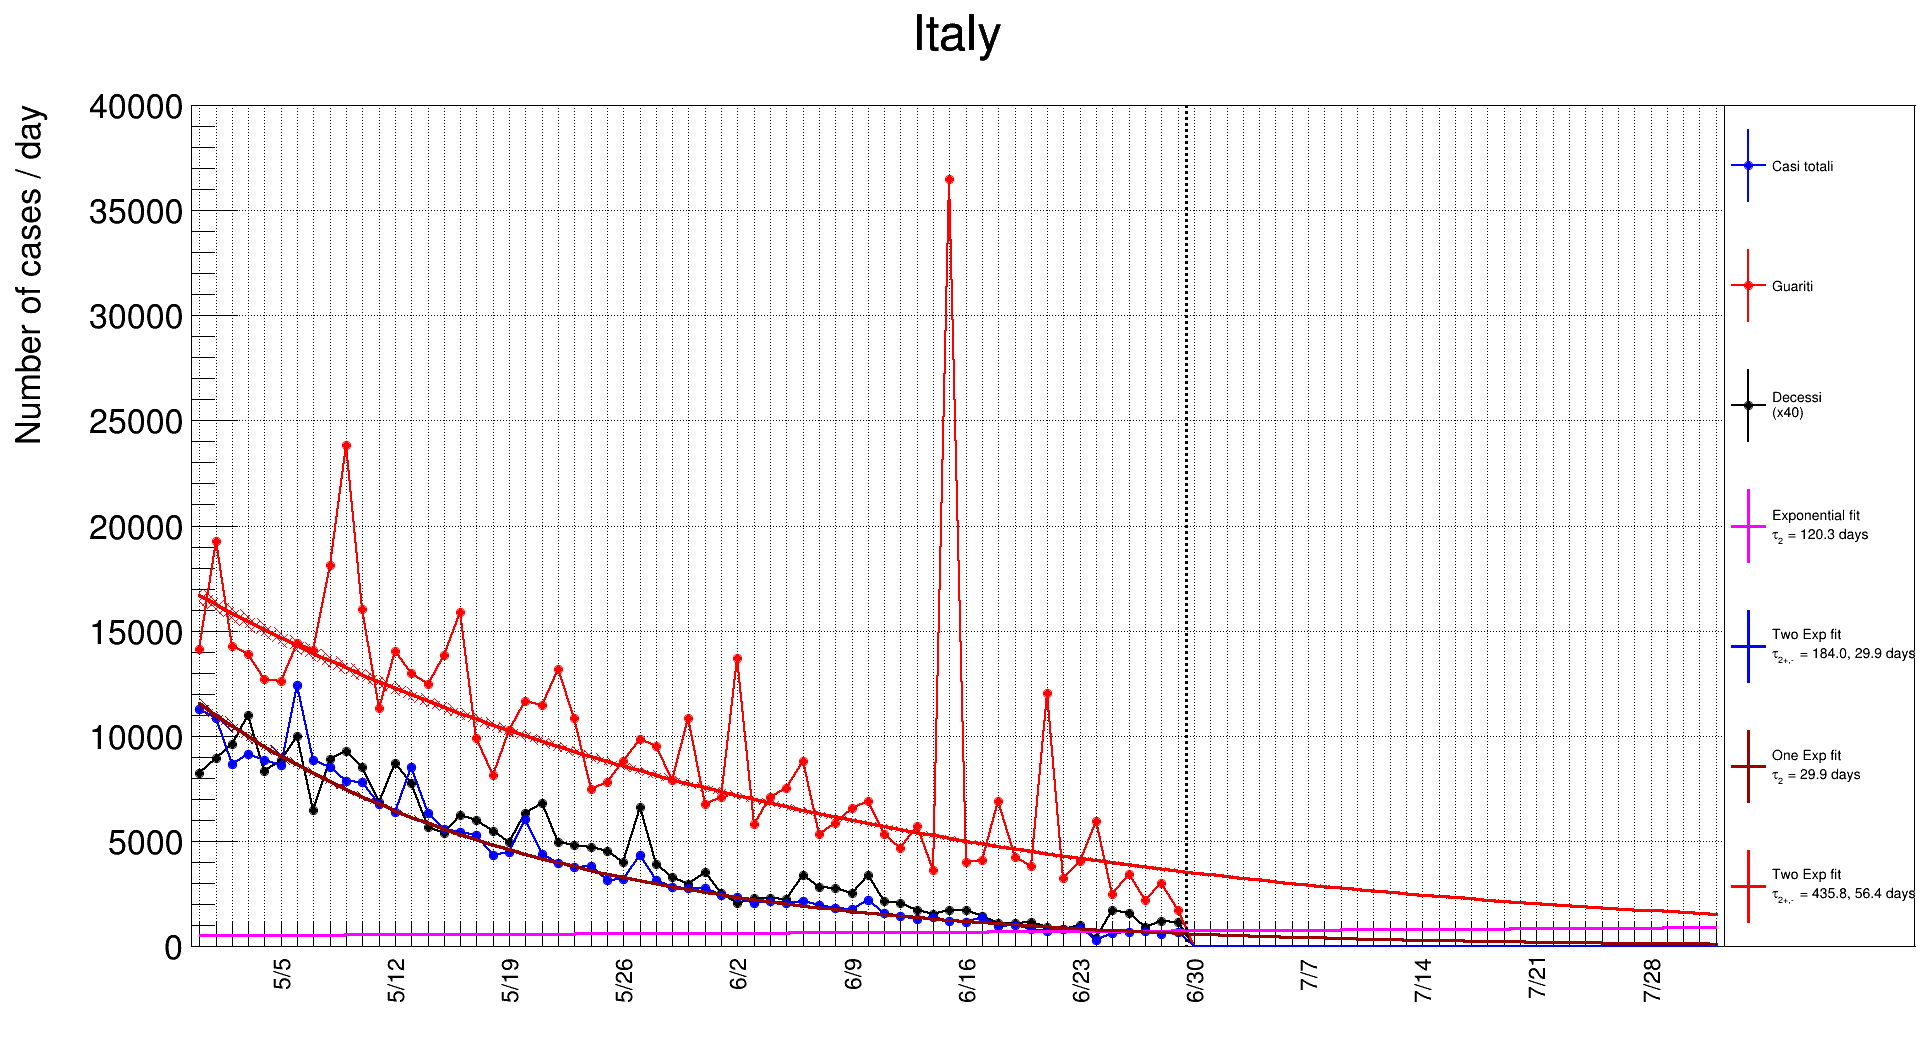 Italy
Number of cases / day
40000
35000
30000
25000
20000
15000
10000
5000
0
5/5
5/12
5/19
5/26
6/2
6/9
6/16
6/23
6/30
7/7
7/14
7/21
7/28
Casi totali
Guariti
Decessi
(x40)
Exponential fit
τ2 = 120.3 days
Two Exp fit
τ2+,- = 184.0, 29.9 days
One Exp fit
τ2 = 29.9 days
Two Exp fit
τ2+,- = 435.8, 56.4 days